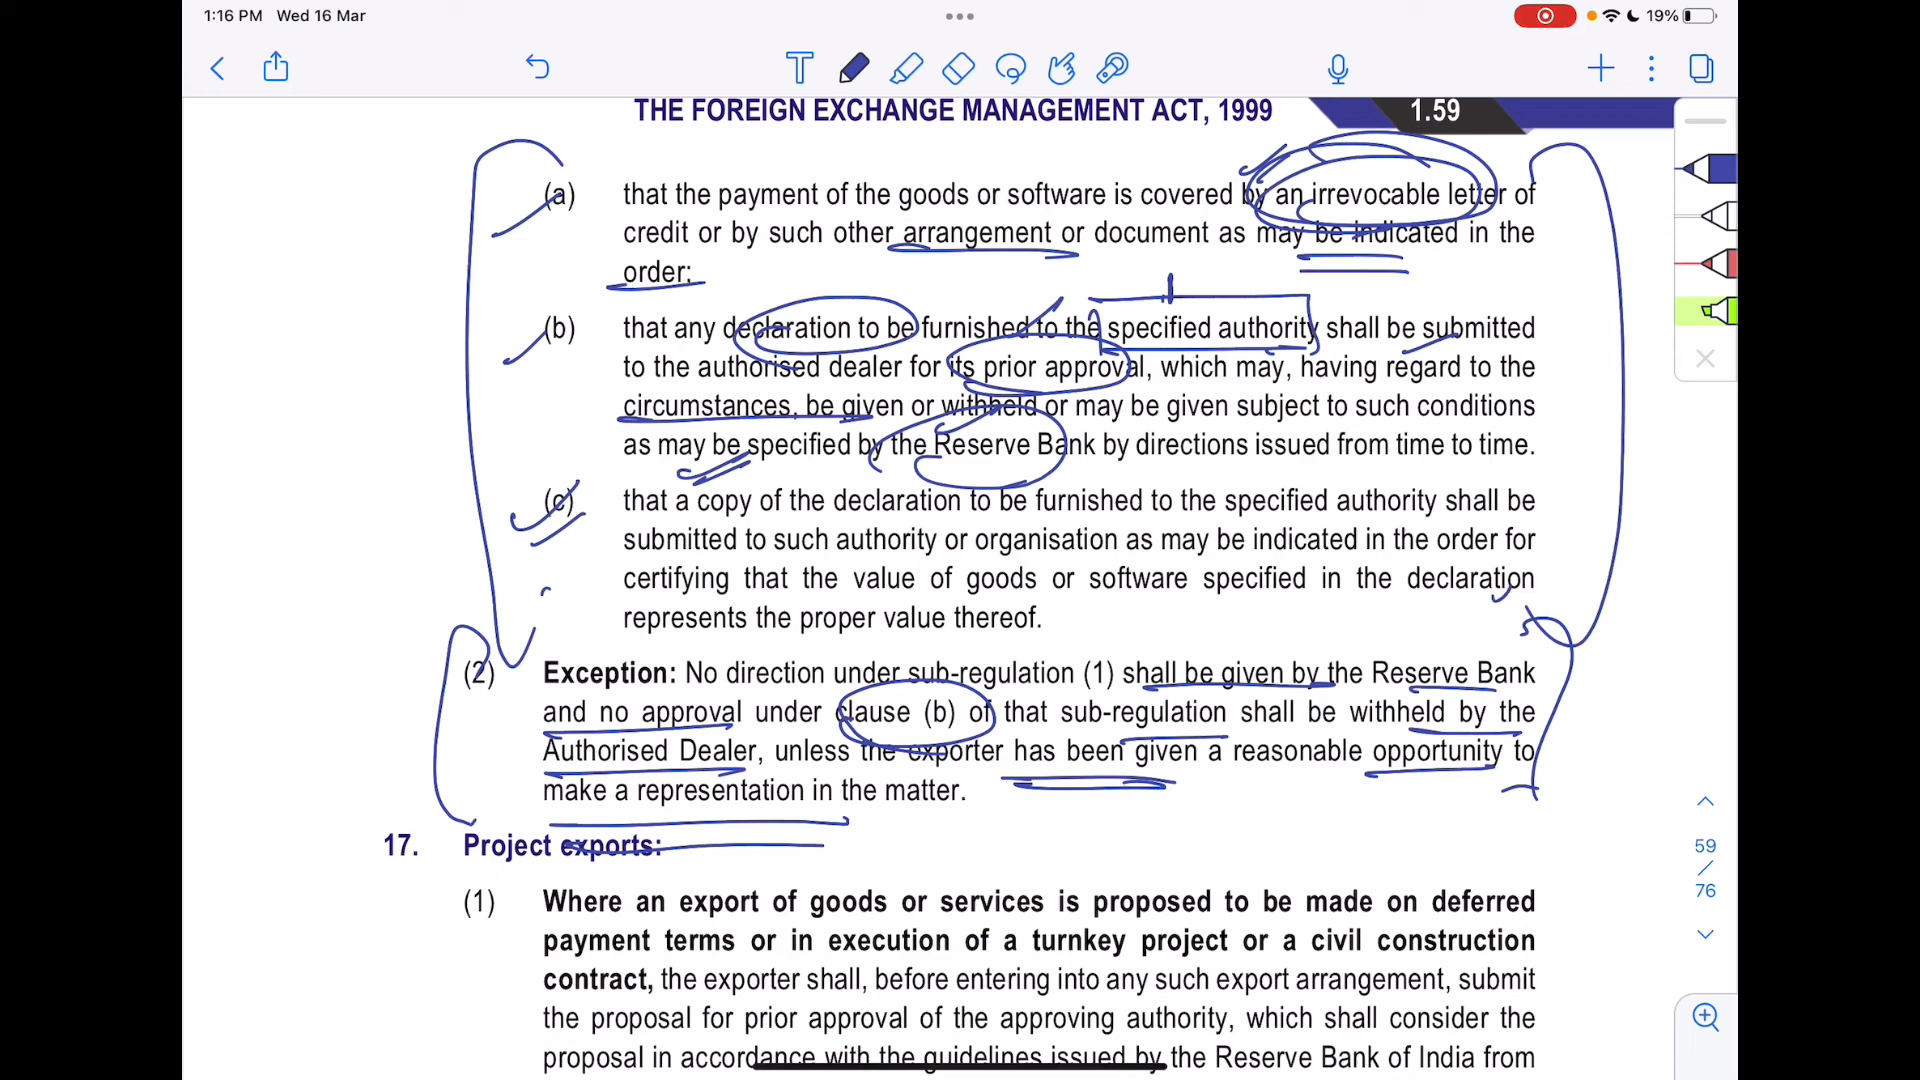 1:16 PM Wed 16 Mar
19%
THE FOREIGN EXCHANGE MANAGEMENT ACT, 1999 1.59
(a) that the payment of the goods or software is covered by an irrevocable letter of
credit or by such other arrangement or document as may be indicated in the
order;
(b) that any declaration to be furnished to the specified authority shall be submitted
to the authorised dealer for its prior approval, which may, having regard to the
circumstances, be given or withheld or may be given subject to such conditions
as may be specified by the Reserve Bank by directions issued from time to time.
(c) that a copy of the declaration to be furnished to the specified authority shall be
submitted to such authority or organisation as may be indicated in the order for
certifying that the value of goods or software specified in the declaration
represents the proper value thereof.
(2) Exception: No direction under sub-regulation (1) shall be given by the Reserve Bank
and no approval under clause (b) of that sub-regulation shall be withheld by the
Authorised Dealer, unless the exporter has been given a reasonable opportunity to
make a representation in the matter.
17. Project exports:
(1) Where an export of goods or services is proposed to be made on deferred
payment terms or in execution of a turnkey project or a civil construction
contract, the exporter shall, before entering into any such export arrangement, submit
the proposal for prior approval of the approving authority, which shall consider the
proposal in accordance with the guidelines issued by the Reserve Bank of India from
59
/
76